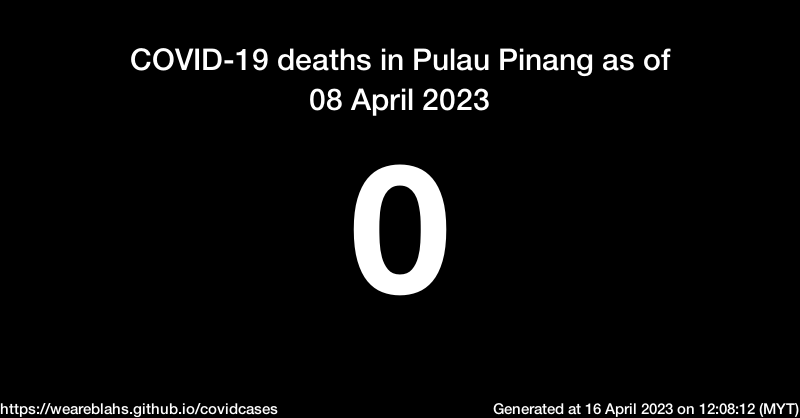 COVID-19 deaths in Pulau Pinang as of
08 April 2023
0
https://weareblahs.github.io/covidcases
Generated at 16 April 2023 on 12:08:12 (MYT)